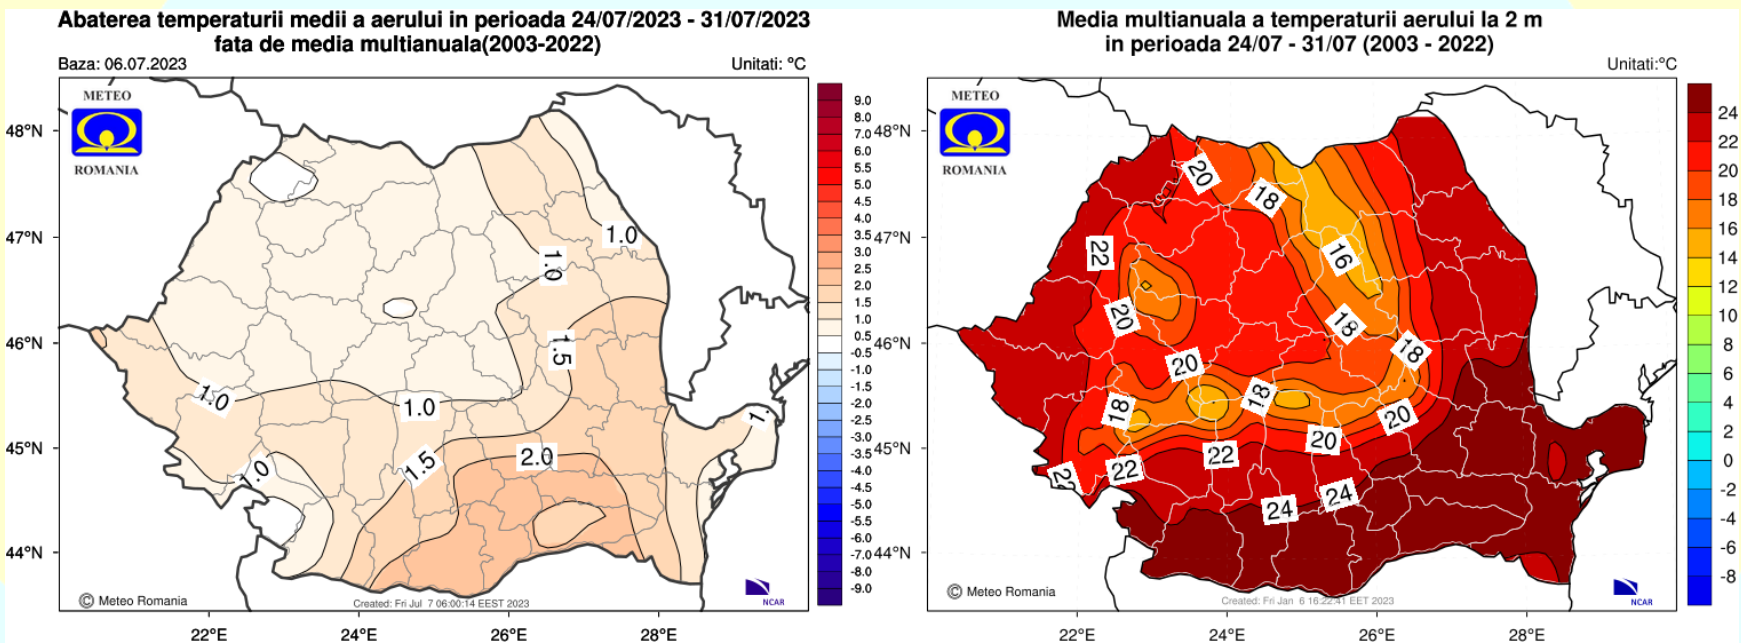 Abaterea temperaturii medii a aerului in perioada 24/07/2023 - 31/07/2023
fata de media multianuala(2003-2022)
Baza: 06.07.2023
Unitati: °C
METEO
ROMANIA
48°N
47°N
46°N
45°N
44°N
22°E
24°E
26°E
28°E
1.0
1.0
1.5
1.0
1.0
1.0
1.5
2.0
1.
9.0
8.0
7.0
6.0
5.5
5.0
4.5
4.0
3.5
3.0
2.5
2.0
1.5
1.0
0.5
-0.5
-1.0
-1.5
-2.0
-2.5
-3.0
-3.5
-4.0
-4.5
-5.0
-5.5
-6.0
-7.0
-8.0
-9.0
© Meteo Romania
Created: Fri Jul 7 06:00:14 EEST 2023
NCAR
Media multianuala a temperaturii aerului la 2 m
in perioada 24/07 - 31/07 (2003 - 2022)
Unitati:°C
METEO
ROMANIA
48°N
47°N
46°N
45°N
44°N
22°E
24°E
26°E
28°E
20
18
22
16
20
18
18
20
18
18
20
20
22
22
22
24
24
24
22
20
18
16
14
12
10
8
6
4
2
0
-2
-4
-6
-8
© Meteo Romania
Created: Fri Jan 6 16:22:41 EET 2023
NCAR